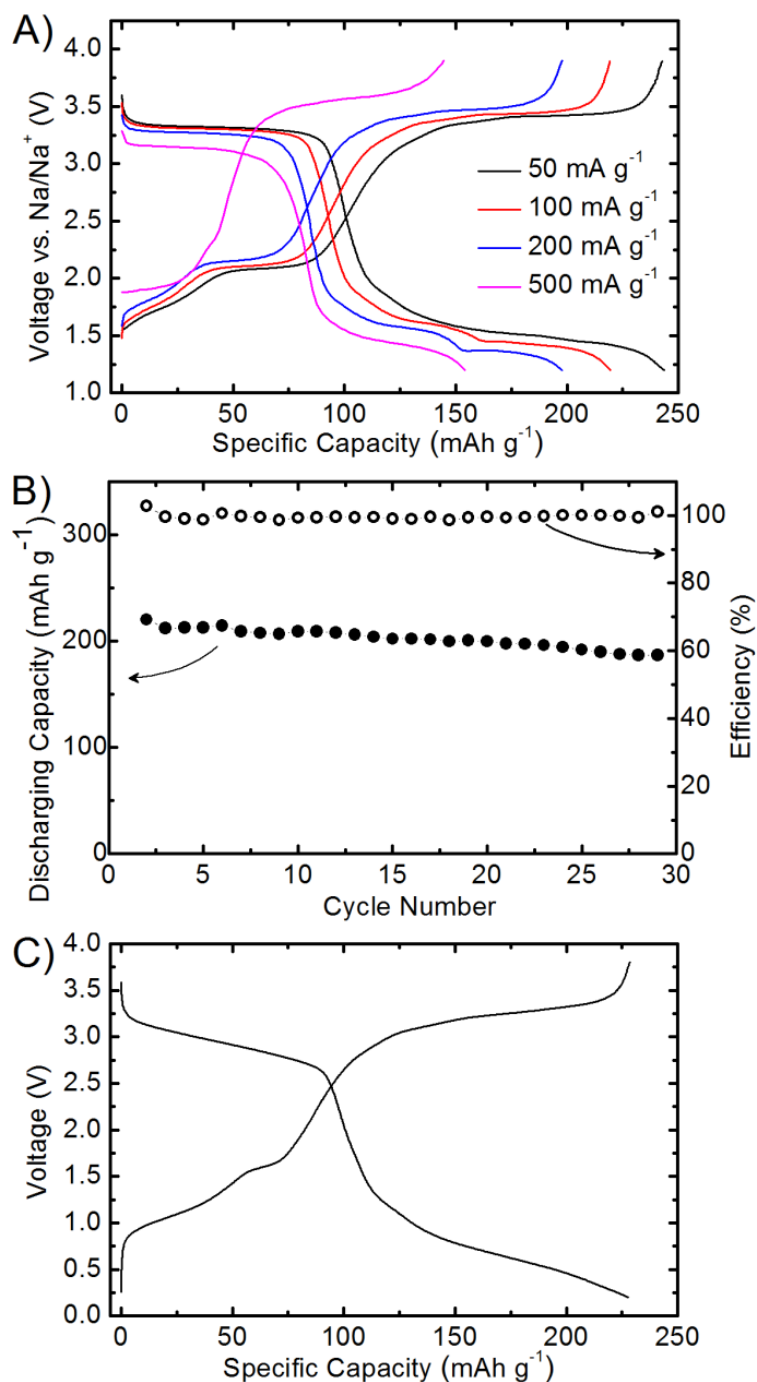 A)
4.0
3.5
3.0
2.5
2.0
1.5
1.0
Voltage vs. Na/Na⁺ (V)
50 mA g⁻¹
100 mA g⁻¹
200 mA g⁻¹
500 mA g⁻¹
0 50 100 150 200 250
Specific Capacity (mAh g⁻¹)
B)
300
200
100
0
Discharging Capacity (mAh g⁻¹)
100
80
60
40
20
0
Efficiency (%)
0 5 10 15 20 25 30
Cycle Number
C)
4.0
3.5
3.0
2.5
2.0
1.5
1.0
0.5
0.0
Voltage (V)
0 50 100 150 200 250
Specific Capacity (mAh g⁻¹)